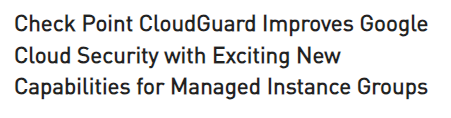 Check Point CloudGuard Improves Google
Cloud Security with Exciting New
Capabilities for Managed Instance Groups